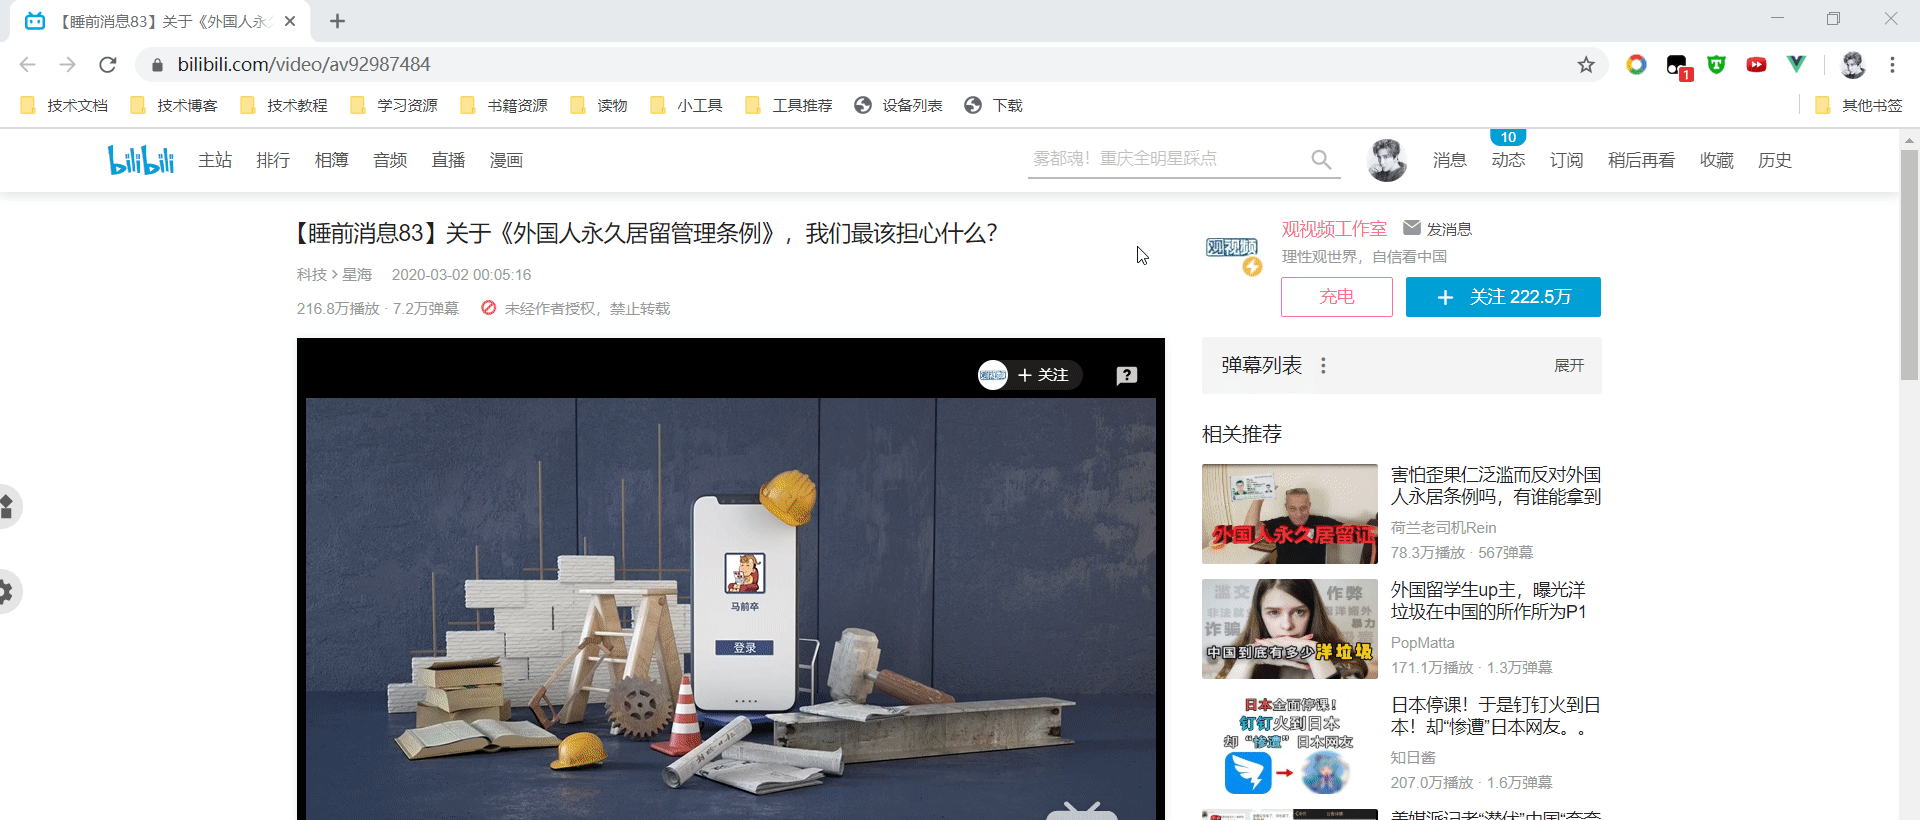 【睡前消息83】关于《外国人永
bilibili.com/video/av92987484
1
技术文档 技术博客 技术教程 学习资源 书籍资源 读物 小工具 工具推荐 设备列表 下载 其他书签
bilibili 主站 排行 相簿 音频 直播 漫画
雾都魂！重庆全明星踩点
消息 动态 订阅 稍后再看 收藏 历史
10
【睡前消息83】关于《外国人永久居留管理条例》，我们最该担心什么？
科技 > 星海 2020-03-02 00:05:16
216.8万播放 · 7.2万弹幕 未经作者授权，禁止转载
观视频
观视频工作室 发消息
理性观世界，自信看中国
充电
+ 关注 222.5万
+ 关注
?
马前卒
登录
弹幕列表
展开
相关推荐
外国人永久居留证
害怕歪果仁泛滥而反对外国
人永居条例吗，有谁能拿到
荷兰老司机Rein
78.3万播放 · 567弹幕
滥交 作弊
诈骗 暴力
中国到底有多少洋垃圾
外国留学生up主，曝光洋
垃圾在中国的所作所为P1
PopMatta
171.1万播放 · 1.3万弹幕
日本全面停课！
钉钉火到日本
却“惨遭”日本网友
日本停课！于是钉钉火到日
本！却“惨遭”日本网友。。
知日酱
207.0万播放 · 1.6万弹幕
美媒派记者“潜伏”中国“夸夸